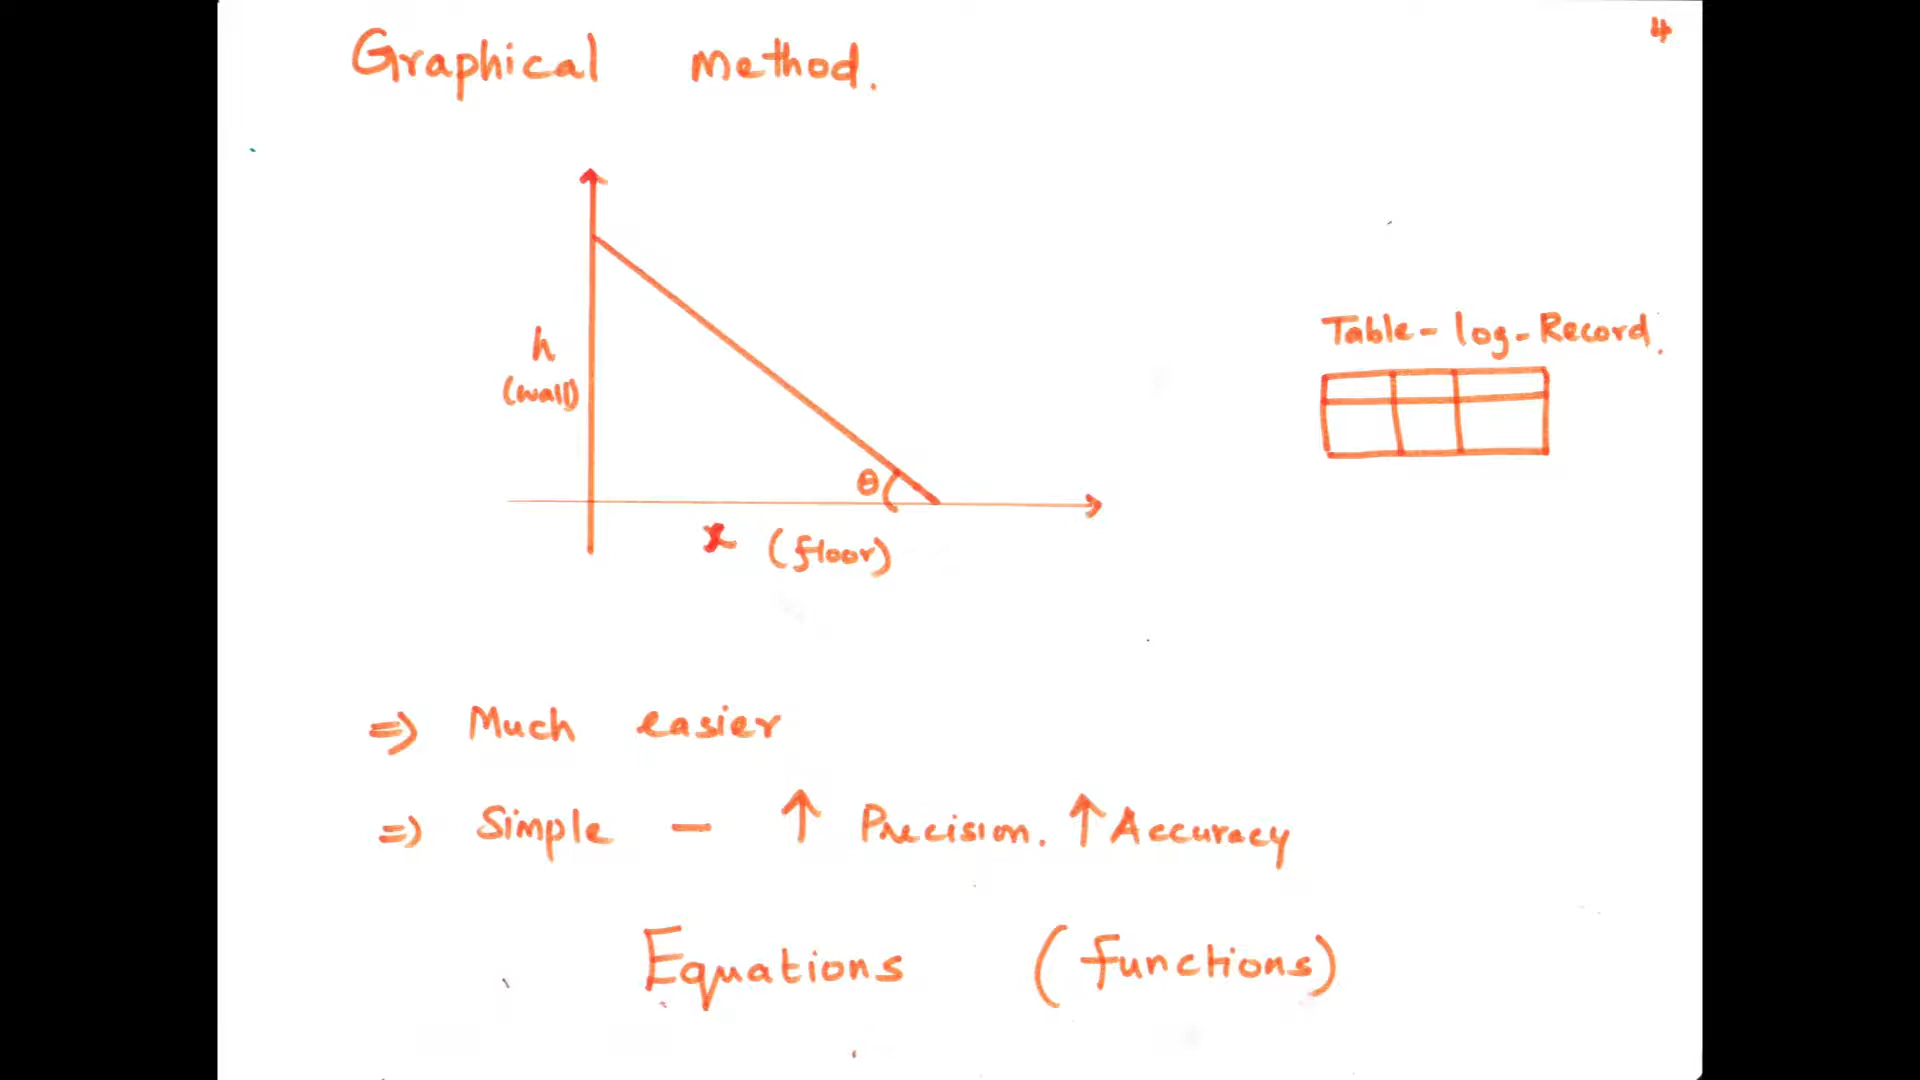 4
Graphical method.
h
(wall)
θ
x (floor)
Table-log-Record.
⇒ Much easier
⇒ Simple - ↑ Precision. ↑ Accuracy
Equations (functions)